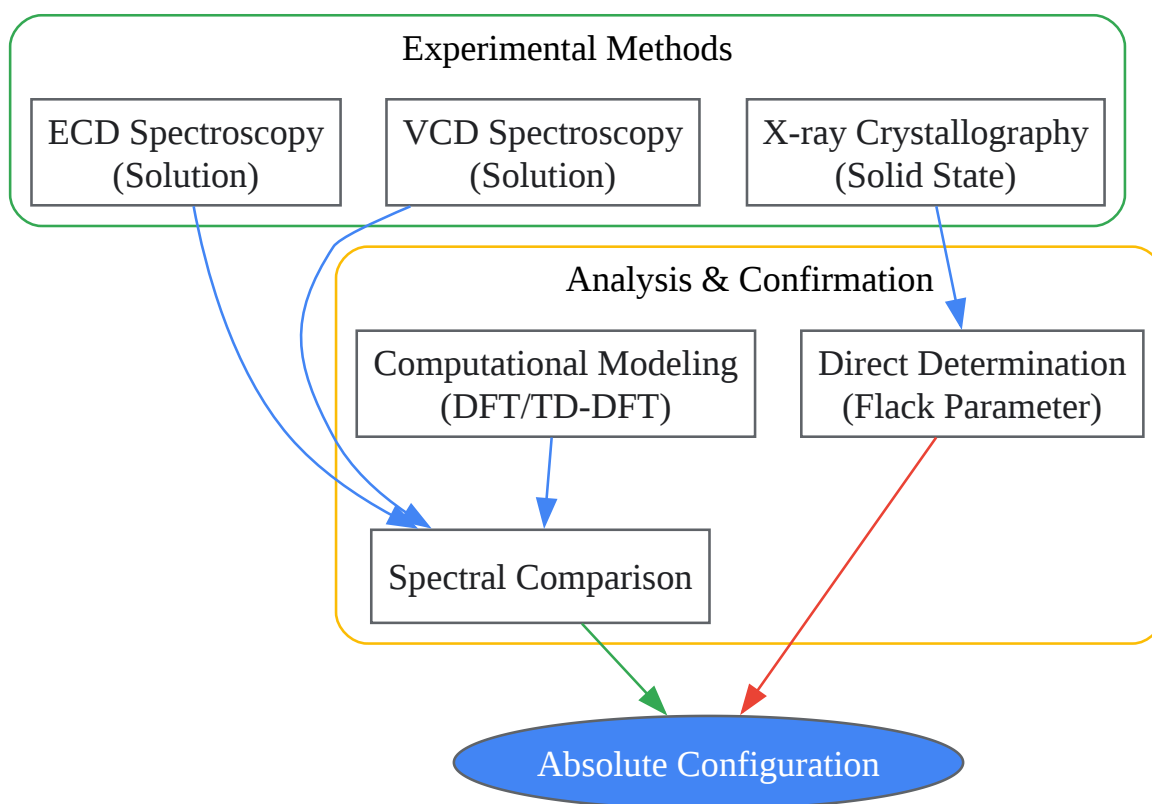 Experimental Methods
ECD Spectroscopy
(Solution)
VCD Spectroscopy
(Solution)
X-ray Crystallography
(Solid State)
Analysis & Confirmation
Computational Modeling
(DFT/TD-DFT)
Direct Determination
(Flack Parameter)
Spectral Comparison
Absolute Configuration